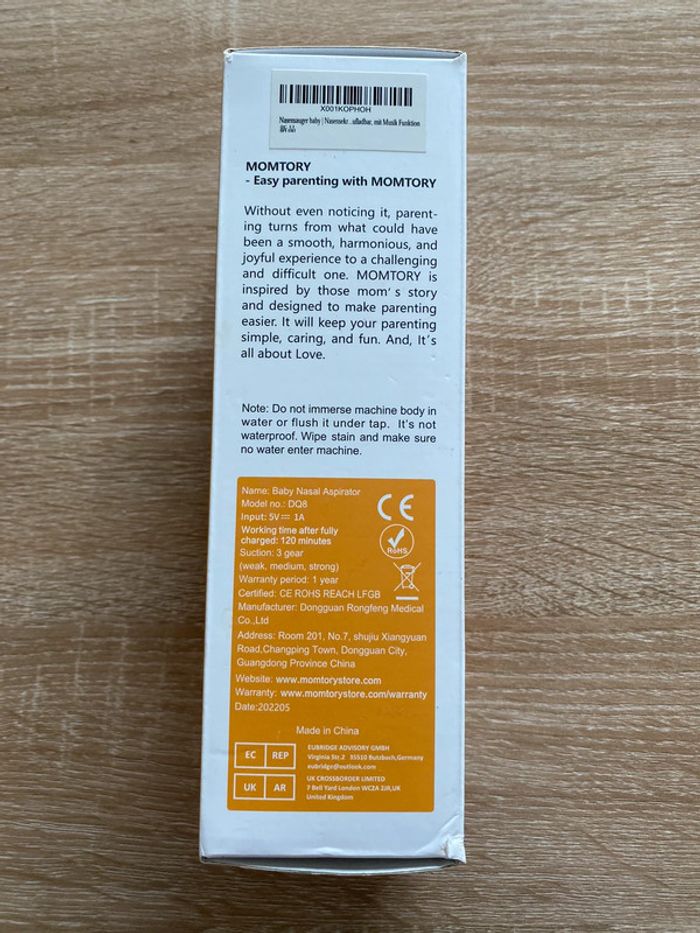 X001KOPHOH
Nasensauger baby | Nasensekr...ufladbar, mit Musik Funktion
MOMTORY
- Easy parenting with MOMTORY
Without even noticing it, parent-
ing turns from what could have
been a smooth, harmonious, and
joyful experience to a challenging
and difficult one. MOMTORY is
inspired by those mom's story
and designed to make parenting
easier. It will keep your parenting
simple, caring, and fun. And, It's
all about Love.
Note: Do not immerse machine body in
water or flush it under tap. It's not
waterproof. Wipe stain and make sure
no water enter machine.
Name: Baby Nasal Aspirator
Model no.: DQ8
Input: 5V⎓ 1A
Working time after fully
charged: 120 minutes
Suction: 3 gear
(weak, medium, strong)
Warranty period: 1 year
Certified: CE ROHS REACH LFGB
Manufacturer: Dongguan Rongfeng Medical
Co.,Ltd
Address: Room 201, No.7, shujiu Xiangyuan
Road,Changping Town, Dongguan City,
Guangdong Province China
Website: www.momtorystore.com
Warranty: www.momtorystore.com/warranty
Date:202205
CE
RoHS
Made in China
EC REP
EUBRIDGE ADVISORY GMBH
Virginia Str.2 35510 Butzbach,Germany
eubridge@outlook.com
UK AR
UK CROSSBORDER LIMITED
7 Bell Yard London WC2A 2JR,UK
United Kingdom